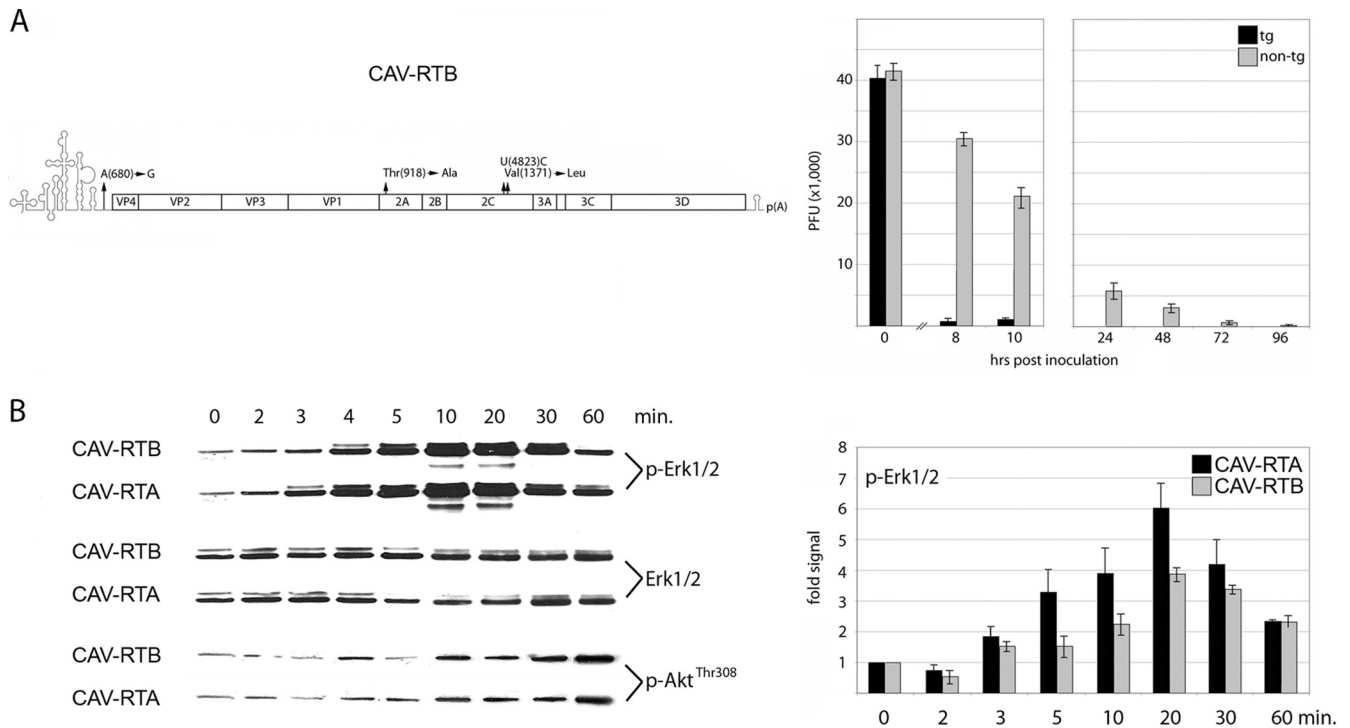 A
CAV-RTB
A(680) G
Thr(918) Ala
U(4823)C
Val(1371) Leu
VP4 VP2 VP3 VP1 2A 2B 2C 3A 3C 3D p(A)
tg
non-tg
PFU (x1,000)
40
30
20
10
0 8 10 24 48 72 96
hrs post inoculation
B
0 2 3 4 5 10 20 30 60 min.
CAV-RTB
p-Erk1/2
CAV-RTA
CAV-RTB
Erk1/2
CAV-RTA
CAV-RTB
p-Akt Thr308
CAV-RTA
p-Erk1/2
CAV-RTA
CAV-RTB
fold signal
8
7
6
5
4
3
2
1
0 2 3 5 10 20 30 60 min.